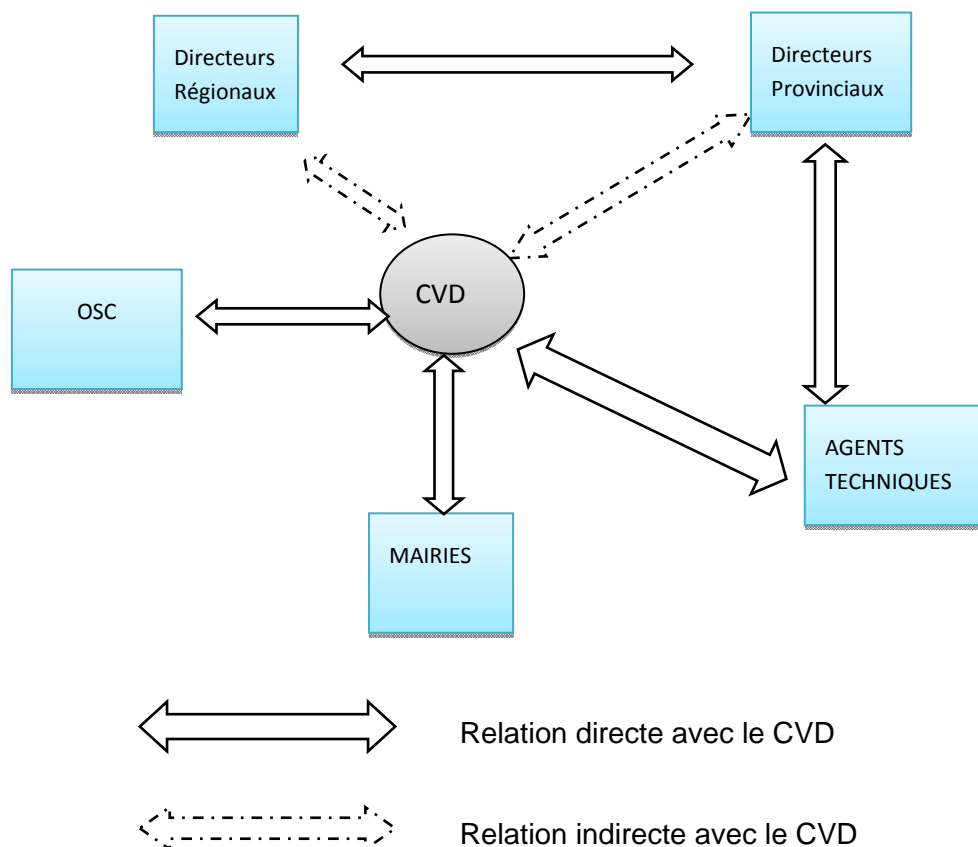 Directeurs
Régionaux
Directeurs
Provinciaux
OSC
CVD
AGENTS
TECHNIQUES
MAIRIES
Relation directe avec le CVD
Relation indirecte avec le CVD